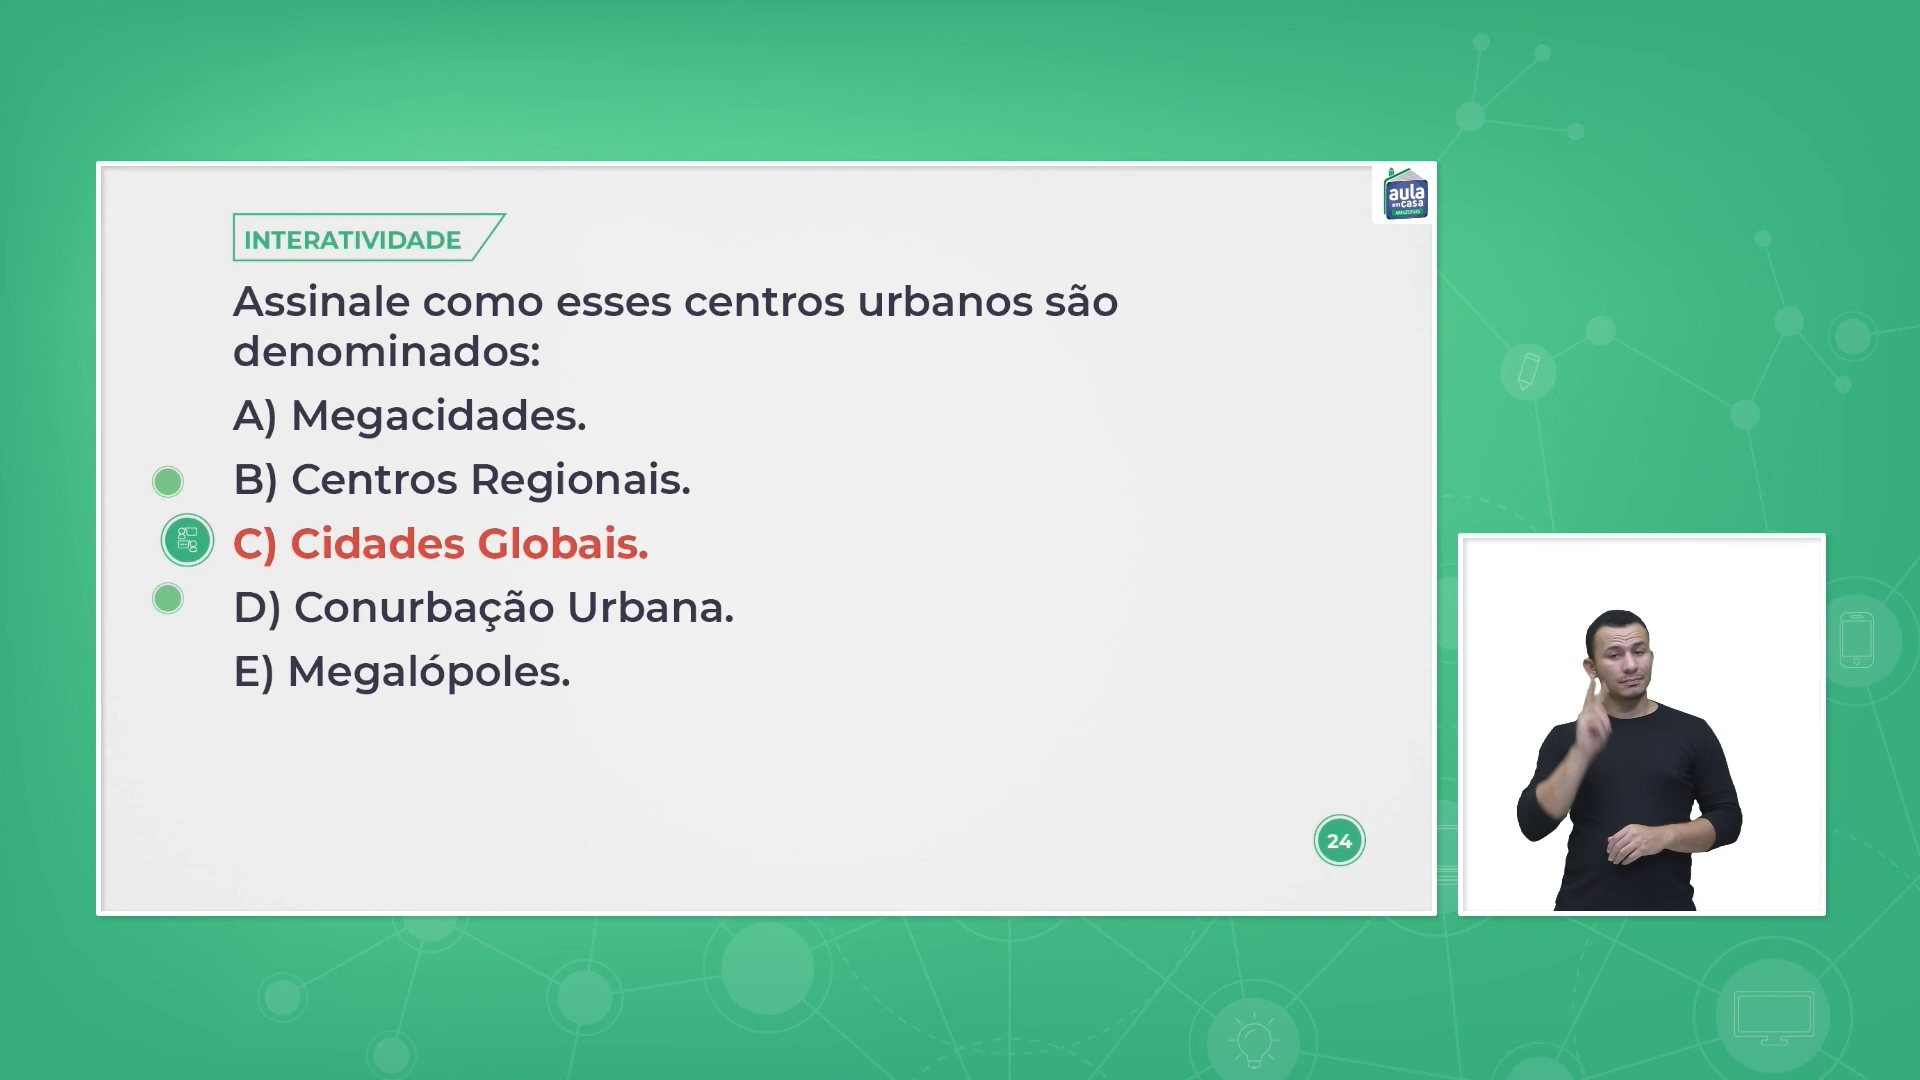 aula
em casa
AMAZONAS
INTERATIVIDADE
Assinale como esses centros urbanos são
denominados:
A) Megacidades.
B) Centros Regionais.
C) Cidades Globais.
D) Conurbação Urbana.
E) Megalópoles.
24